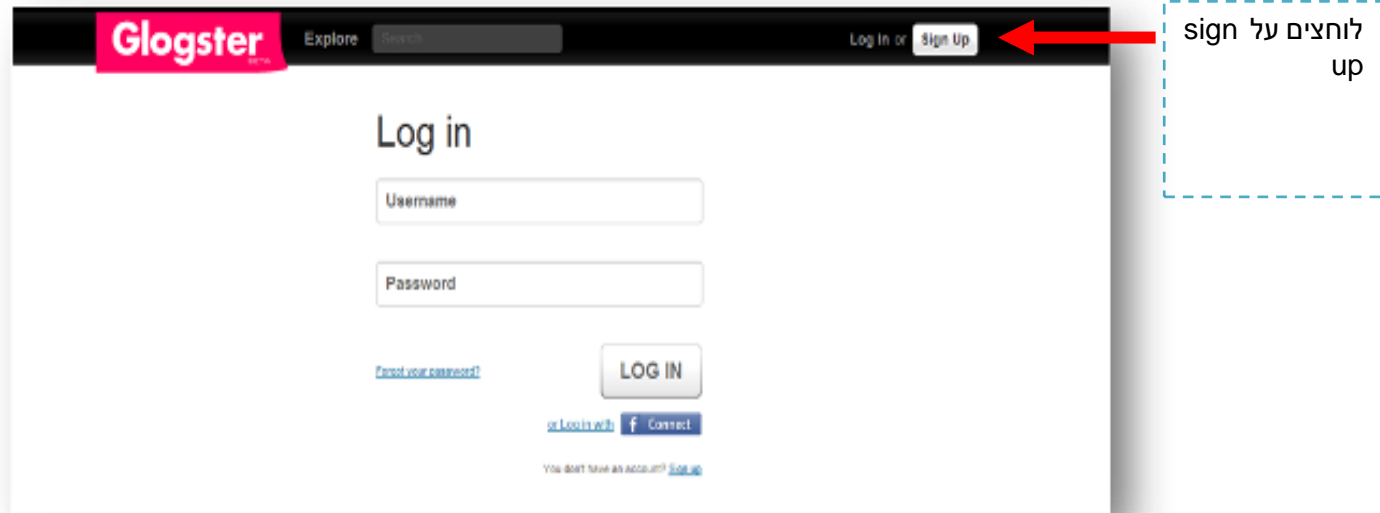 Glogster
BETA
Explore
Search
Log In or Sign Up
לוחצים על sign
up
Log in
Username
Password
Forgot your password?
LOG IN
or Log in with f Connect
You don't have an account? Sign up